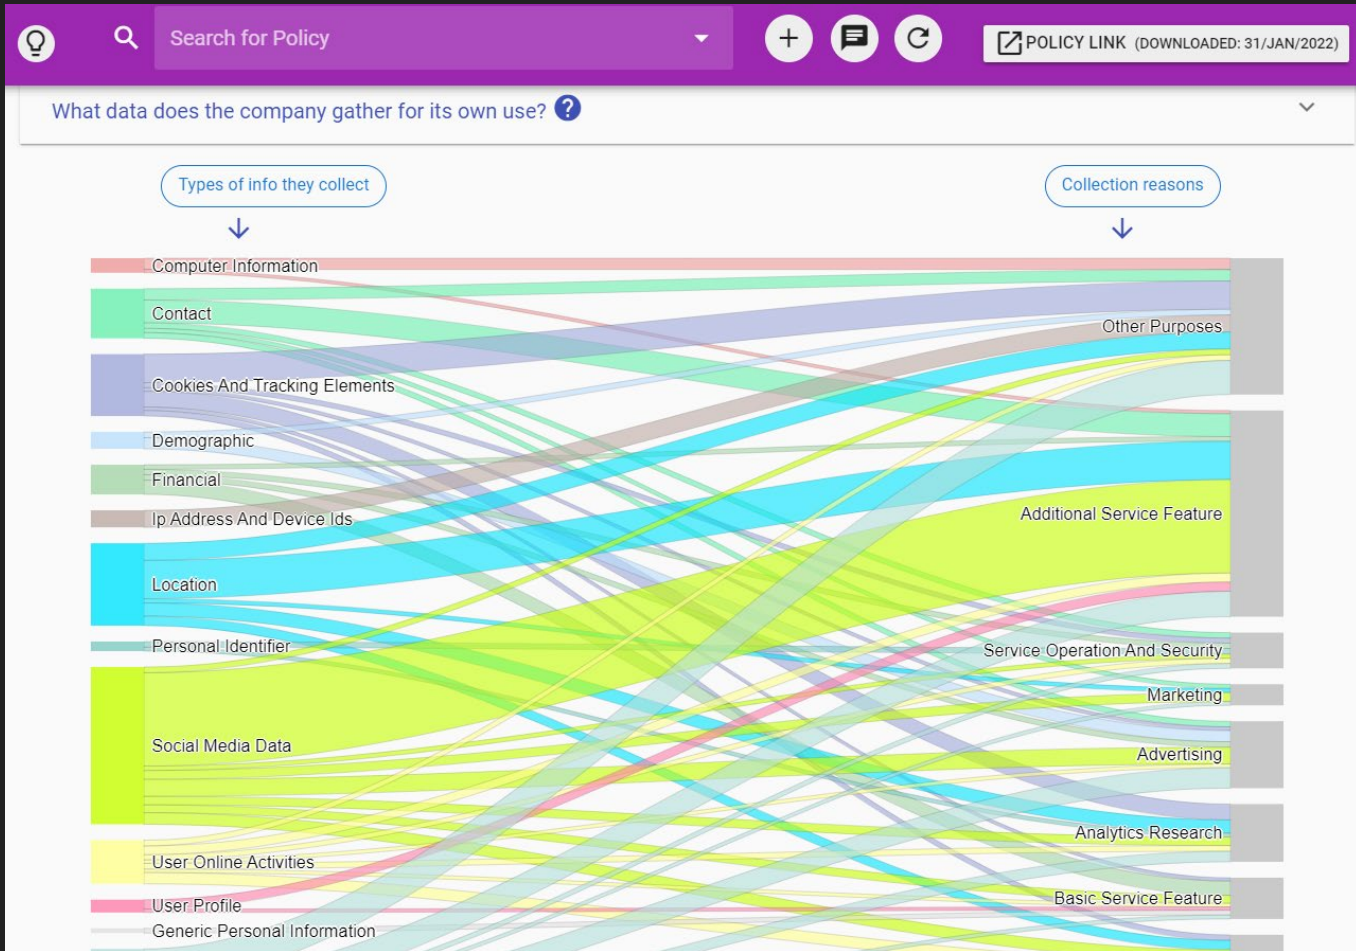 Search for Policy
POLICY LINK (DOWNLOADED: 31/JAN/2022)
What data does the company gather for its own use? ?
Types of info they collect
Collection reasons
Computer Information
Contact
Cookies And Tracking Elements
Demographic
Financial
Ip Address And Device Ids
Location
Personal Identifier
Social Media Data
User Online Activities
User Profile
Generic Personal Information
Other Purposes
Additional Service Feature
Service Operation And Security
Marketing
Advertising
Analytics Research
Basic Service Feature